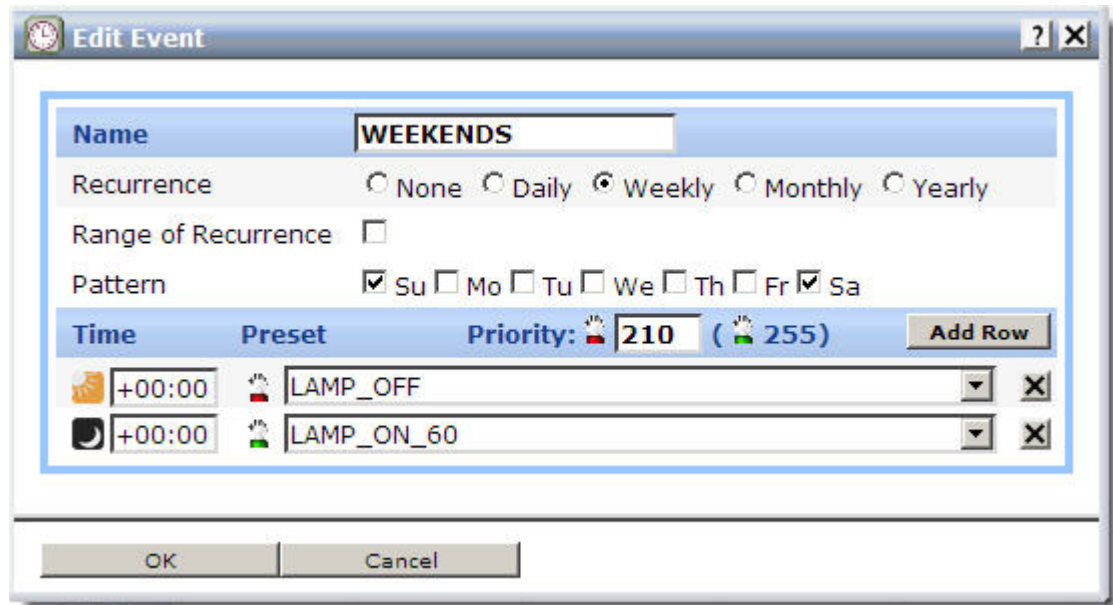 Edit Event
?
Name WEEKENDS
Recurrence None Daily Weekly Monthly Yearly
Range of Recurrence
Pattern Su Mo Tu We Th Fr Sa
Time Preset Priority: 210 ( 255) Add Row
+00:00 LAMP_OFF
+00:00 LAMP_ON_60
OK Cancel